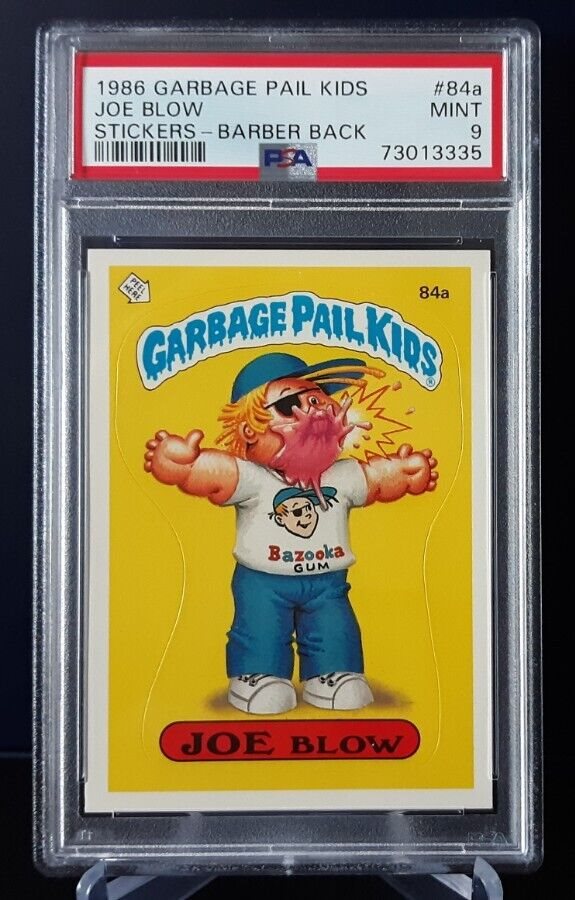 1986 GARBAGE PAIL KIDS #84a
JOE BLOW MINT
STICKERS - BARBER BACK 9
PSA 73013335
PEEL HERE
84a
GARBAGE PAIL KIDS®
Bazooka
GUM
JOE BLOW